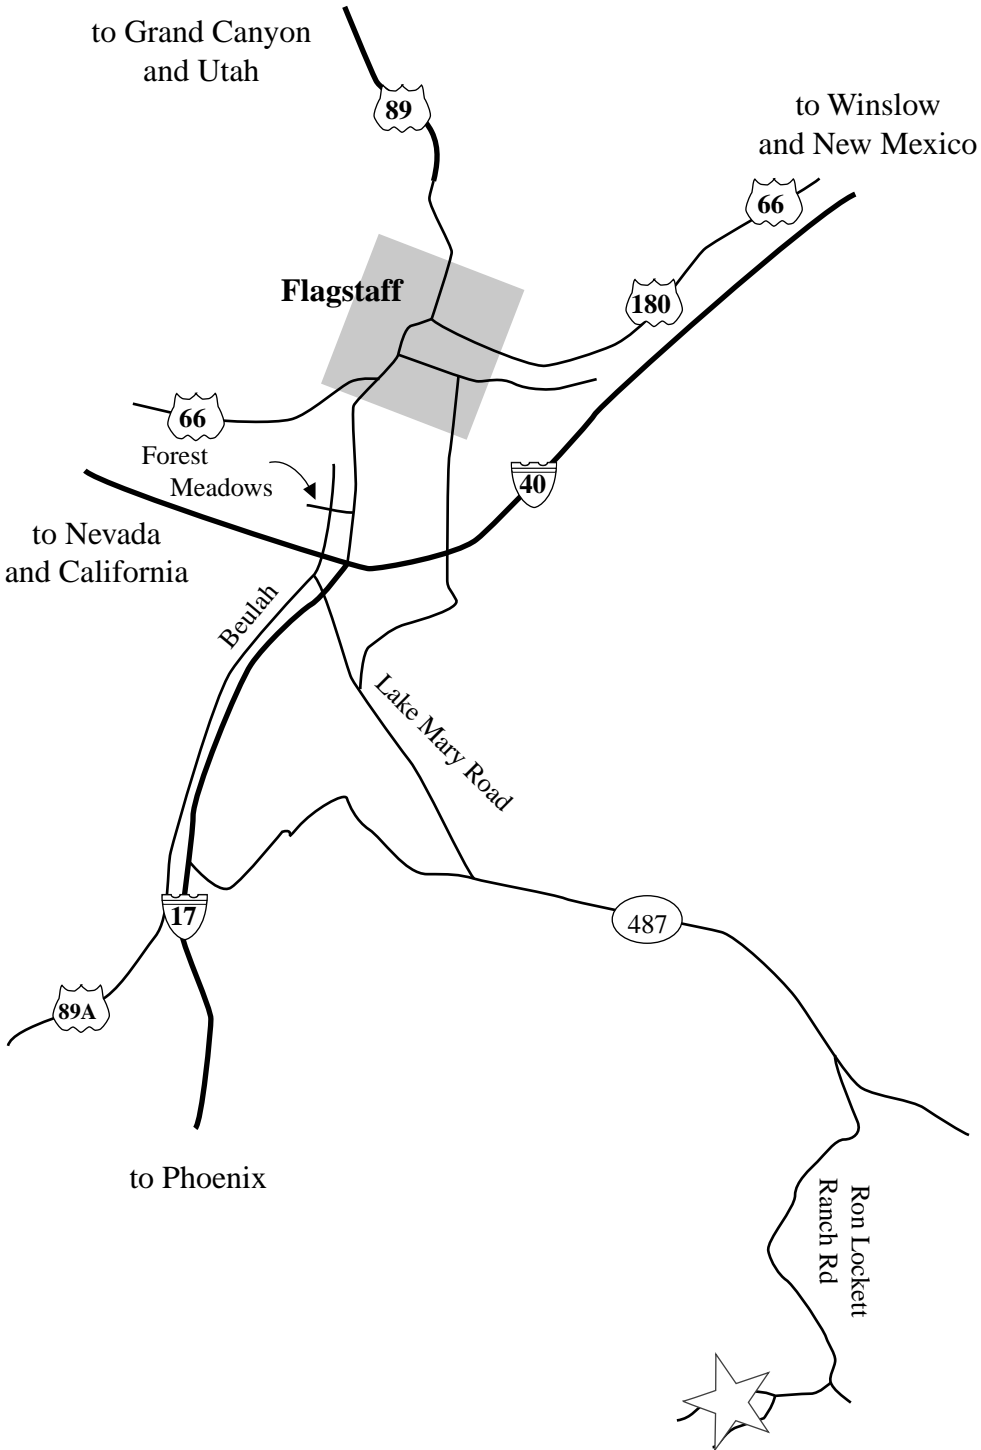 to Grand Canyon
and Utah
89
to Winslow
and New Mexico
66
Flagstaff
180
66
Forest
Meadows
40
to Nevada
and California
Beulah
Lake Mary Road
17
487
89A
to Phoenix
Ron Lockett
Ranch Rd